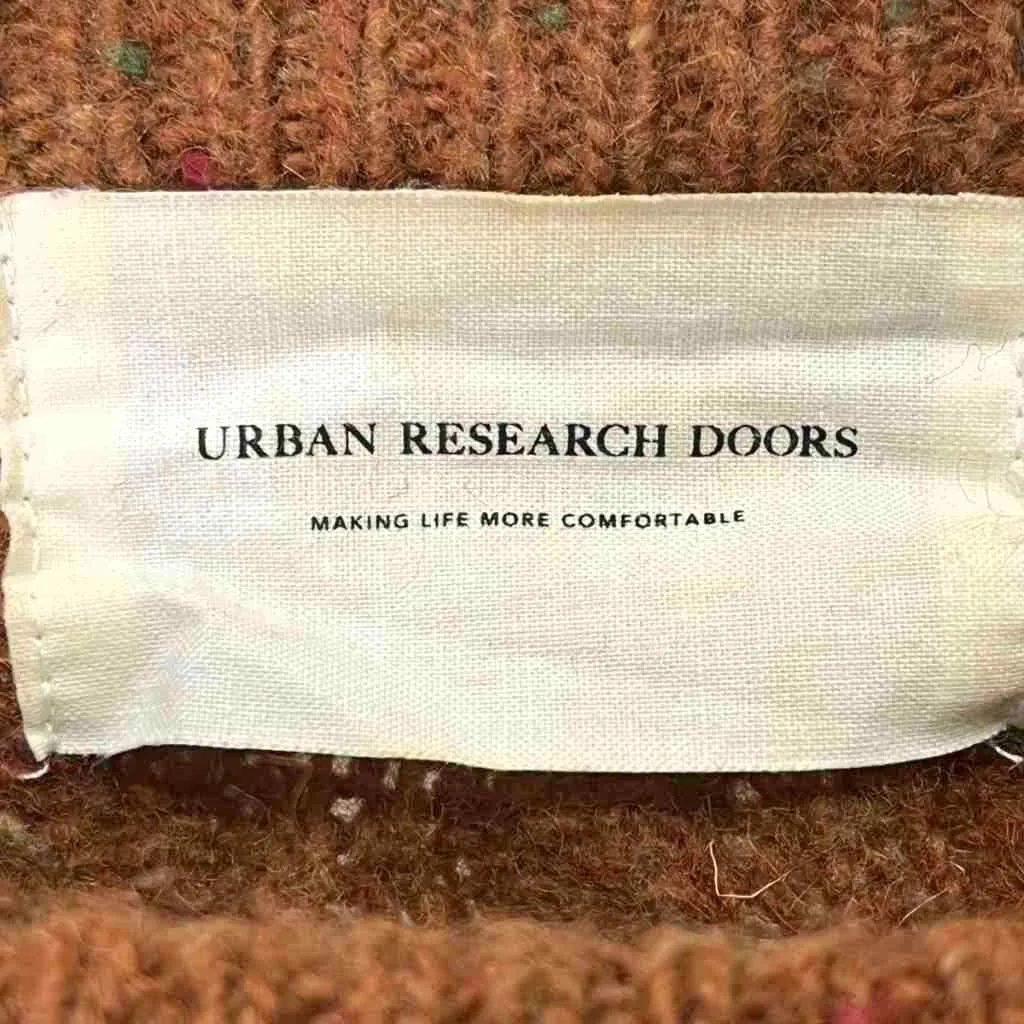 URBAN RESEARCH DOORS
MAKING LIFE MORE COMFORTABLE